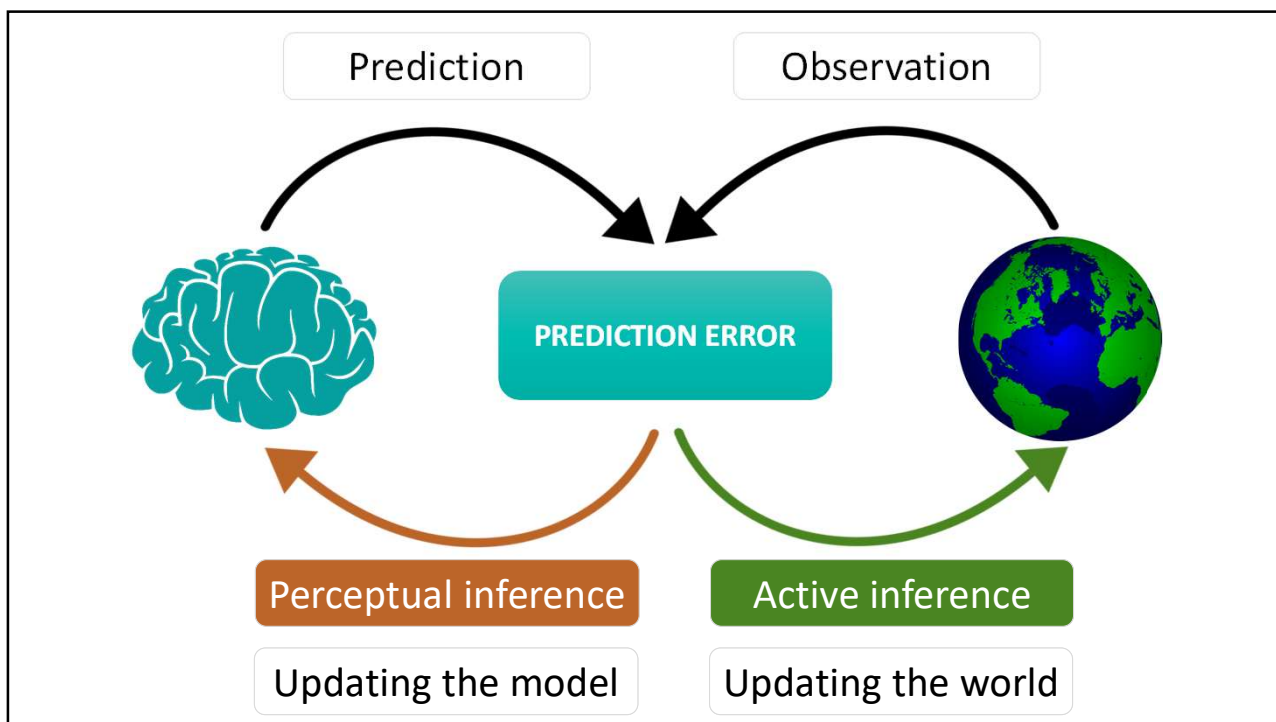 Prediction
Observation
PREDICTION ERROR
Perceptual inference
Active inference
Updating the model
Updating the world